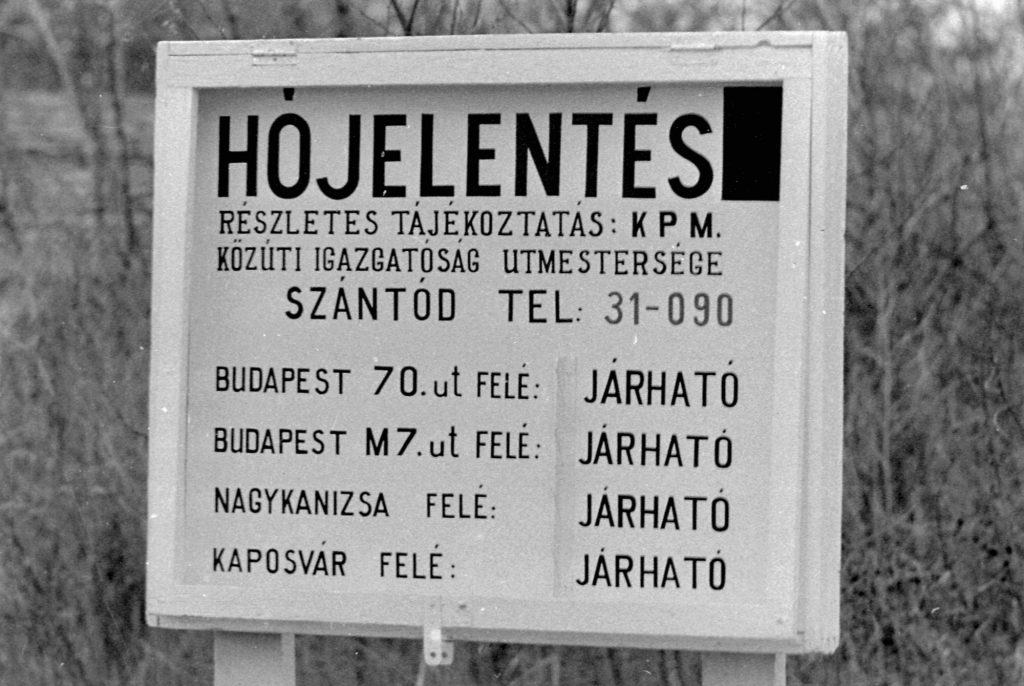 HÓJELENTÉS
RÉSZLETES TÁJÉKOZTATÁS: KPM.
KÖZÚTI IGAZGATÓSÁG UTMESTERSÉGE
SZÁNTÓD TEL: 31-090
BUDAPEST 70.ut FELÉ: JÁRHATÓ
BUDAPEST M7.ut FELÉ: JÁRHATÓ
NAGYKANIZSA FELÉ: JÁRHATÓ
KAPOSVÁR FELÉ: JÁRHATÓ